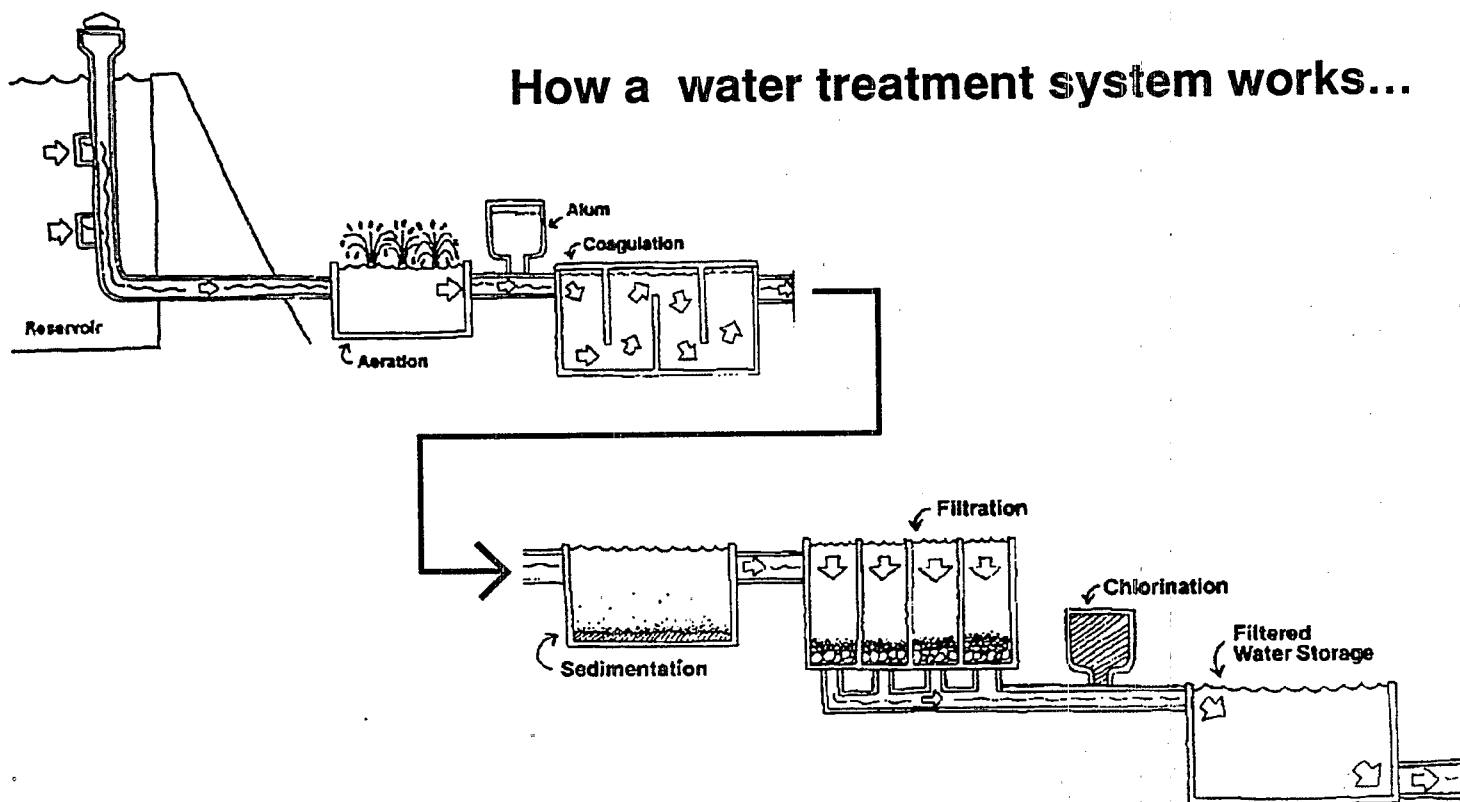 How a water treatment system works...
Alum
Coagulation
Reservoir
Aeration
Filtration
Chlorination
Sedimentation
Filtered
Water Storage